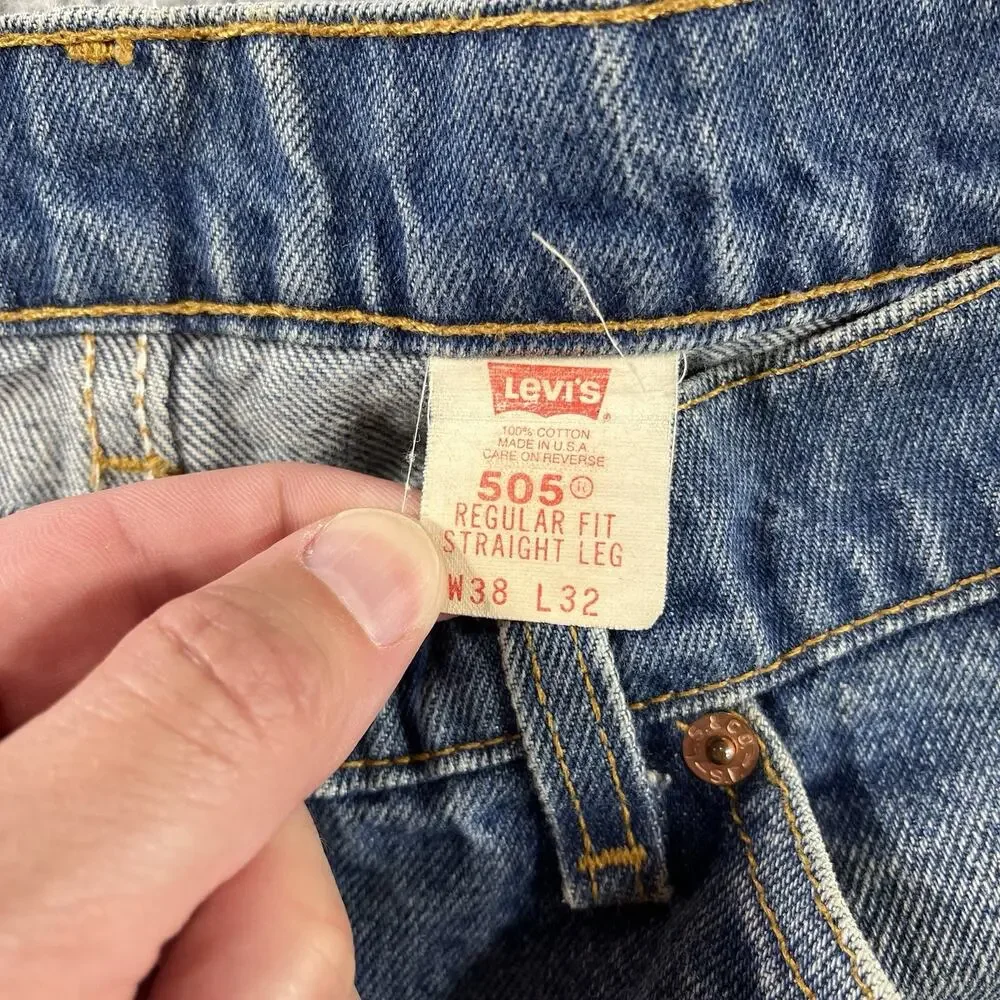 LEVI'S
®
100% COTTON
MADE IN U.S.A
CARE ON REVERSE
505®
REGULAR FIT
STRAIGHT LEG
W38 L32